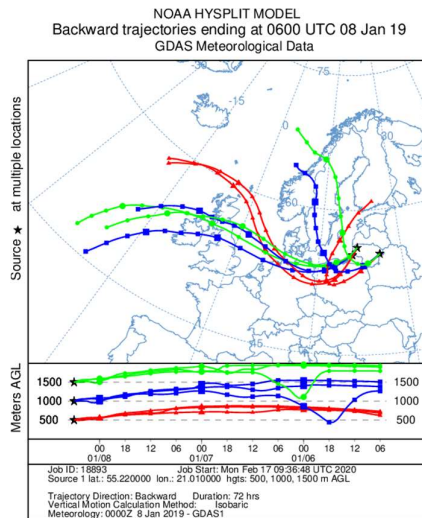 NOAA HYSPLIT MODEL
Backward trajectories ending at 0600 UTC 08 Jan 19
GDAS Meteorological Data
Source ★ at multiple locations
-15
75
0
45
Meters AGL
1500 1500
1000 1000
500 500
00 18 12 06 00 18 12 06 00 18 12 06
01/08 01/07 01/06
Job ID: 18893 Job Start: Mon Feb 17 09:36:48 UTC 2020
Source 1 lat.: 55.220000 lon.: 21.010000 hgts: 500, 1000, 1500 m AGL
Trajectory Direction: Backward Duration: 72 hrs
Vertical Motion Calculation Method: Isobaric
Meteorology: 0000Z 8 Jan 2019 - GDAS1